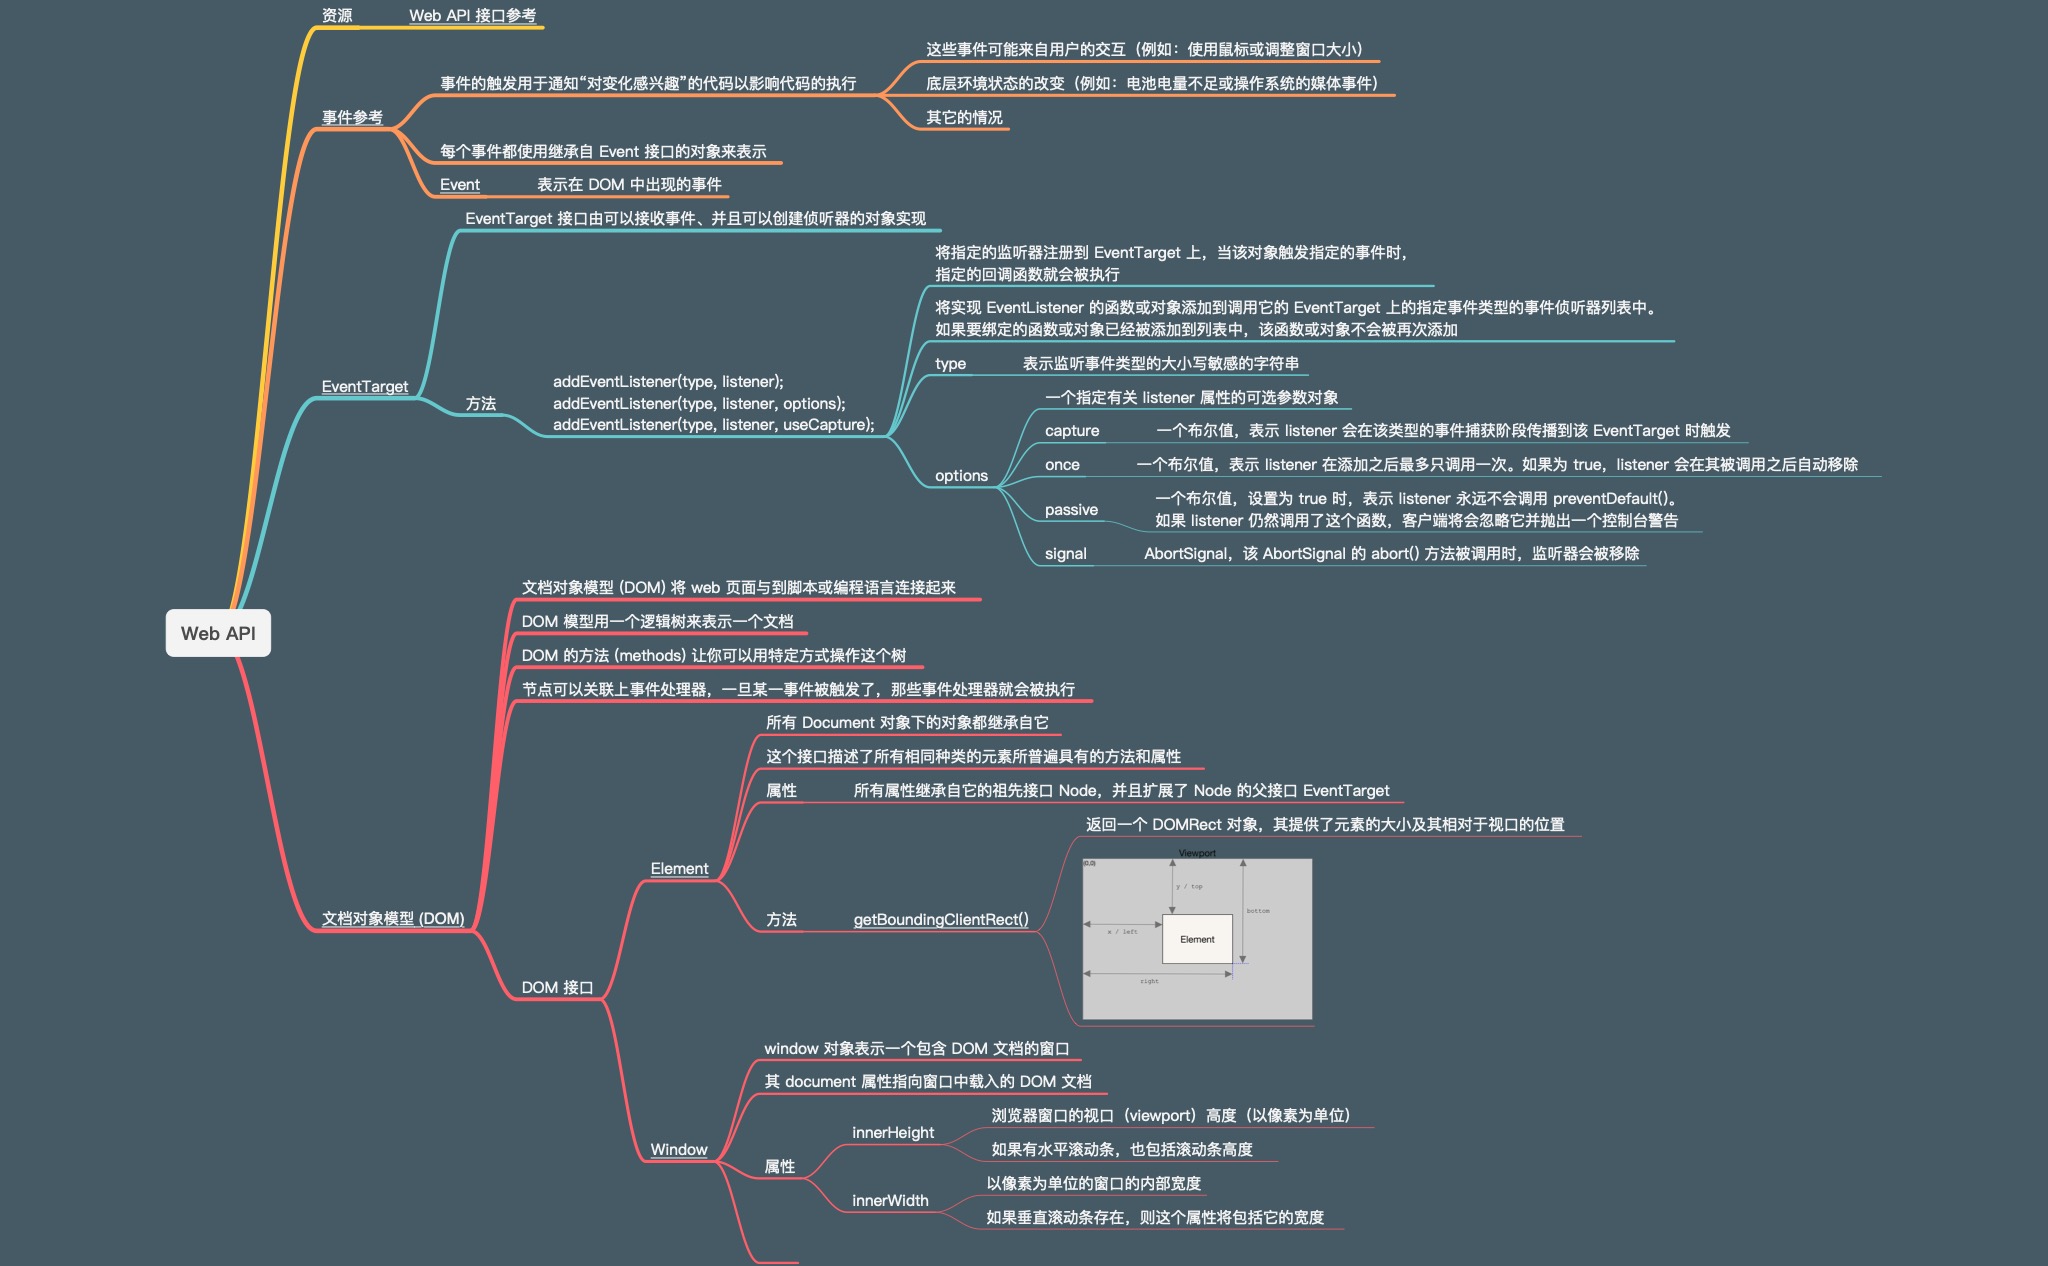 资源
Web API 接口参考
事件参考
事件的触发用于通知“对变化感兴趣”的代码以影响代码的执行
这些事件可能来自用户的交互（例如：使用鼠标或调整窗口大小）
底层环境状态的改变（例如：电池电量不足或操作系统的媒体事件）
其它的情况
每个事件都使用继承自 Event 接口的对象来表示
Event
表示在 DOM 中出现的事件
EventTarget
EventTarget 接口由可以接收事件、并且可以创建侦听器的对象实现
方法
addEventListener(type, listener);
addEventListener(type, listener, options);
addEventListener(type, listener, useCapture);
将指定的监听器注册到 EventTarget 上，当该对象触发指定的事件时，
指定的回调函数就会被执行
将实现 EventListener 的函数或对象添加到调用它的 EventTarget 上的指定事件类型的事件侦听器列表中。
如果要绑定的函数或对象已经被添加到列表中，该函数或对象不会被再次添加
type
表示监听事件类型的大小写敏感的字符串
options
一个指定有关 listener 属性的可选参数对象
capture
一个布尔值，表示 listener 会在该类型的事件捕获阶段传播到该 EventTarget 时触发
once
一个布尔值，表示 listener 在添加之后最多只调用一次。如果为 true，listener 会在其被调用之后自动移除
passive
一个布尔值，设置为 true 时，表示 listener 永远不会调用 preventDefault()。
如果 listener 仍然调用了这个函数，客户端将会忽略它并抛出一个控制台警告
signal
AbortSignal，该 AbortSignal 的 abort() 方法被调用时，监听器会被移除
Web API
文档对象模型 (DOM)
文档对象模型 (DOM) 将 web 页面与到脚本或编程语言连接起来
DOM 模型用一个逻辑树来表示一个文档
DOM 的方法 (methods) 让你可以用特定方式操作这个树
节点可以关联上事件处理器，一旦某一事件被触发了，那些事件处理器就会被执行
DOM 接口
Element
所有 Document 对象下的对象都继承自它
这个接口描述了所有相同种类的元素所普遍具有的方法和属性
属性
所有属性继承自它的祖先接口 Node，并且扩展了 Node 的父接口 EventTarget
方法
getBoundingClientRect()
返回一个 DOMRect 对象，其提供了元素的大小及其相对于视口的位置
Viewport
(0,0)
y / top
bottom
x / left
Element
right
Window
window 对象表示一个包含 DOM 文档的窗口
其 document 属性指向窗口中载入的 DOM 文档
属性
innerHeight
浏览器窗口的视口（viewport）高度（以像素为单位）
如果有水平滚动条，也包括滚动条高度
innerWidth
以像素为单位的窗口的内部宽度
如果垂直滚动条存在，则这个属性将包括它的宽度